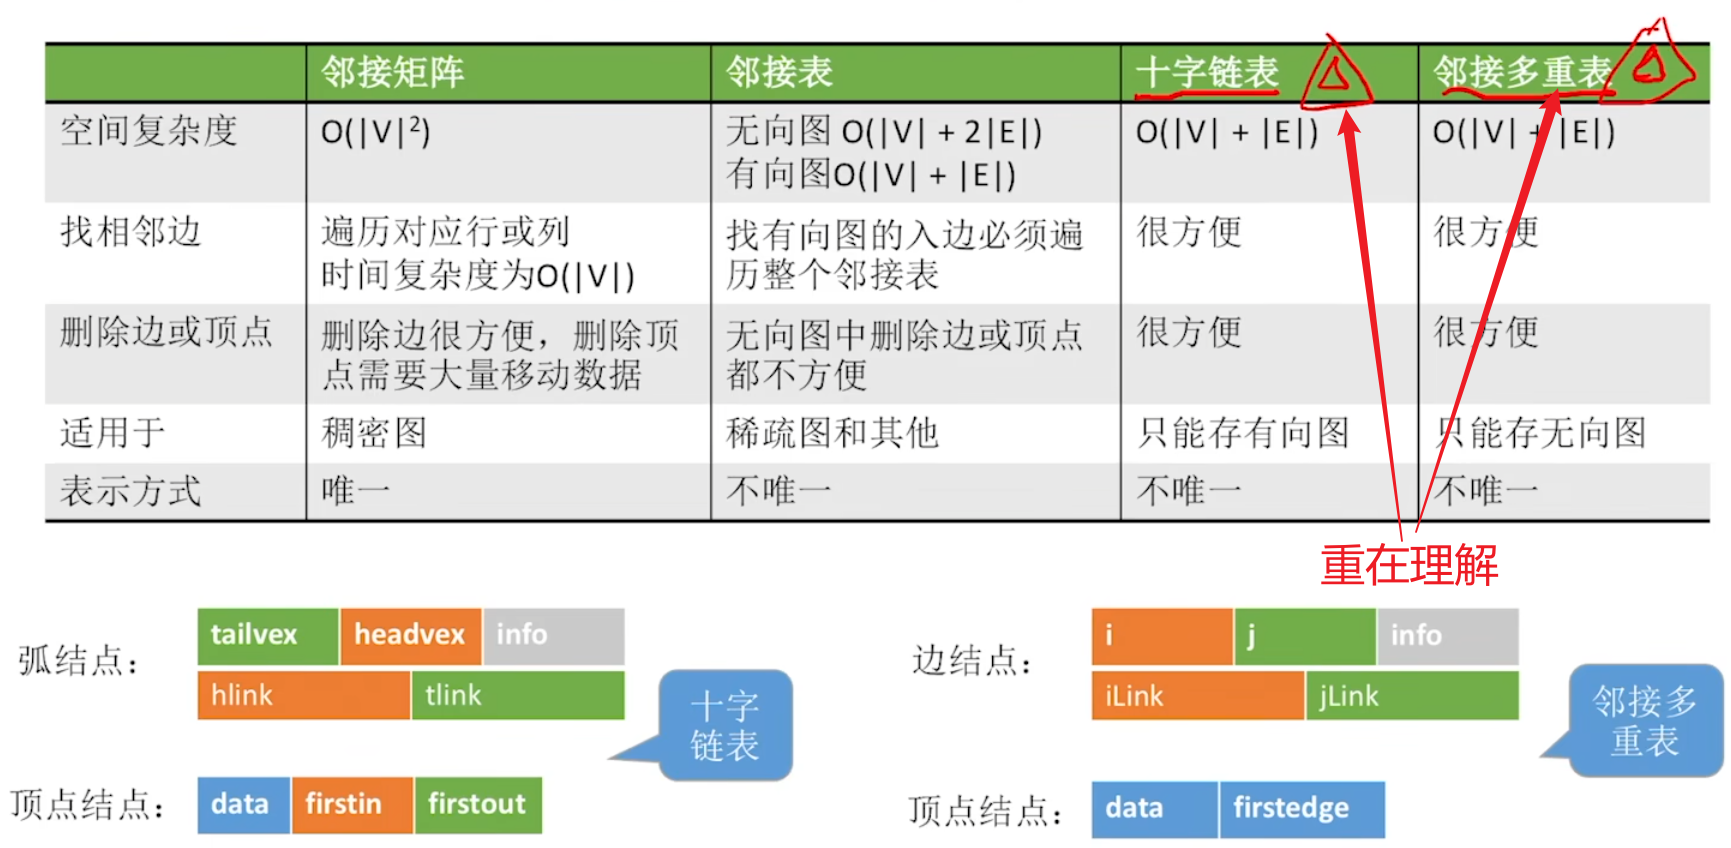 邻接矩阵 邻接表 十字链表 邻接多重表
空间复杂度 O(|V|²) 无向图 O(|V| + 2|E|) O(|V| + |E|) O(|V| + |E|)
有向图O(|V| + |E|)
找相邻边 遍历对应行或列 找有向图的入边必须遍 很方便 很方便
时间复杂度为O(|V|) 历整个邻接表
删除边或顶点 删除边很方便，删除顶 无向图中删除边或顶点 很方便 很方便
点需要大量移动数据 都不方便
适用于 稠密图 稀疏图和其他 只能存有向图 只能存无向图
表示方式 唯一 不唯一 不唯一 不唯一
重在理解
弧结点： tailvex headvex info
hlink tlink
十字
链表
顶点结点： data firstin firstout
边结点： i j info
iLink jLink
邻接多
重表
顶点结点： data firstedge